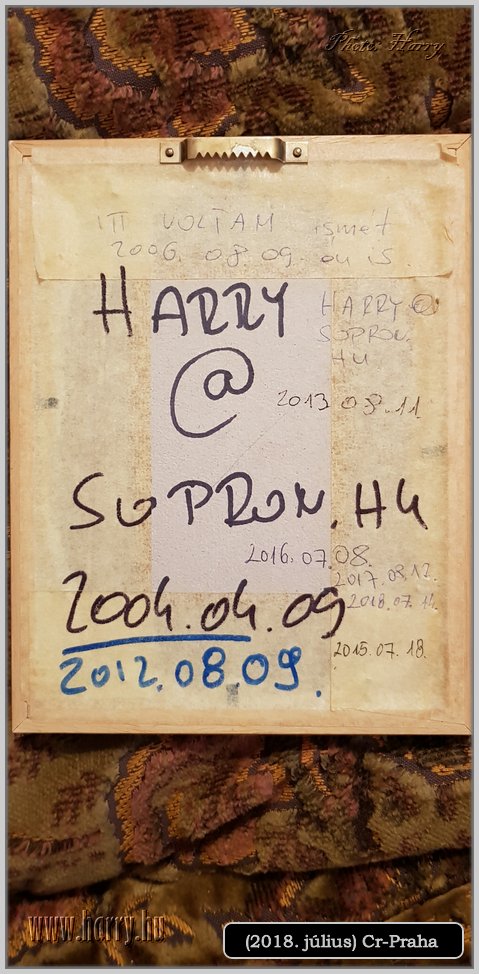 Photo: Harry
ITT VOLTAM ismét
2006. 08. 09. én is.
HARRY
@
SOPRON.HU
HARRY@
SOPRON.
HU
2013 08.11.
2016.07.08.
2017.08.12.
2018.07.14.
2004.04.09
2015.07.18.
2012.08.09.
www.harry.hu
(2018. július) Cr-Praha